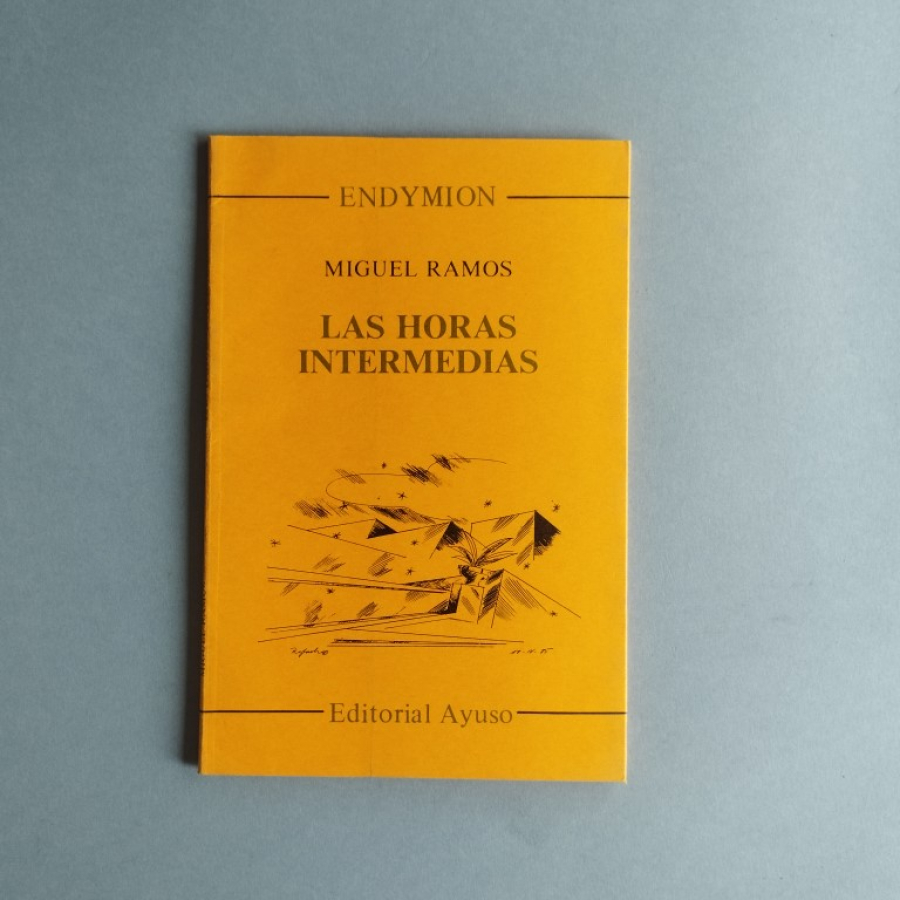 ENDYMION
MIGUEL RAMOS
LAS HORAS
INTERMEDIAS
Editorial Ayuso